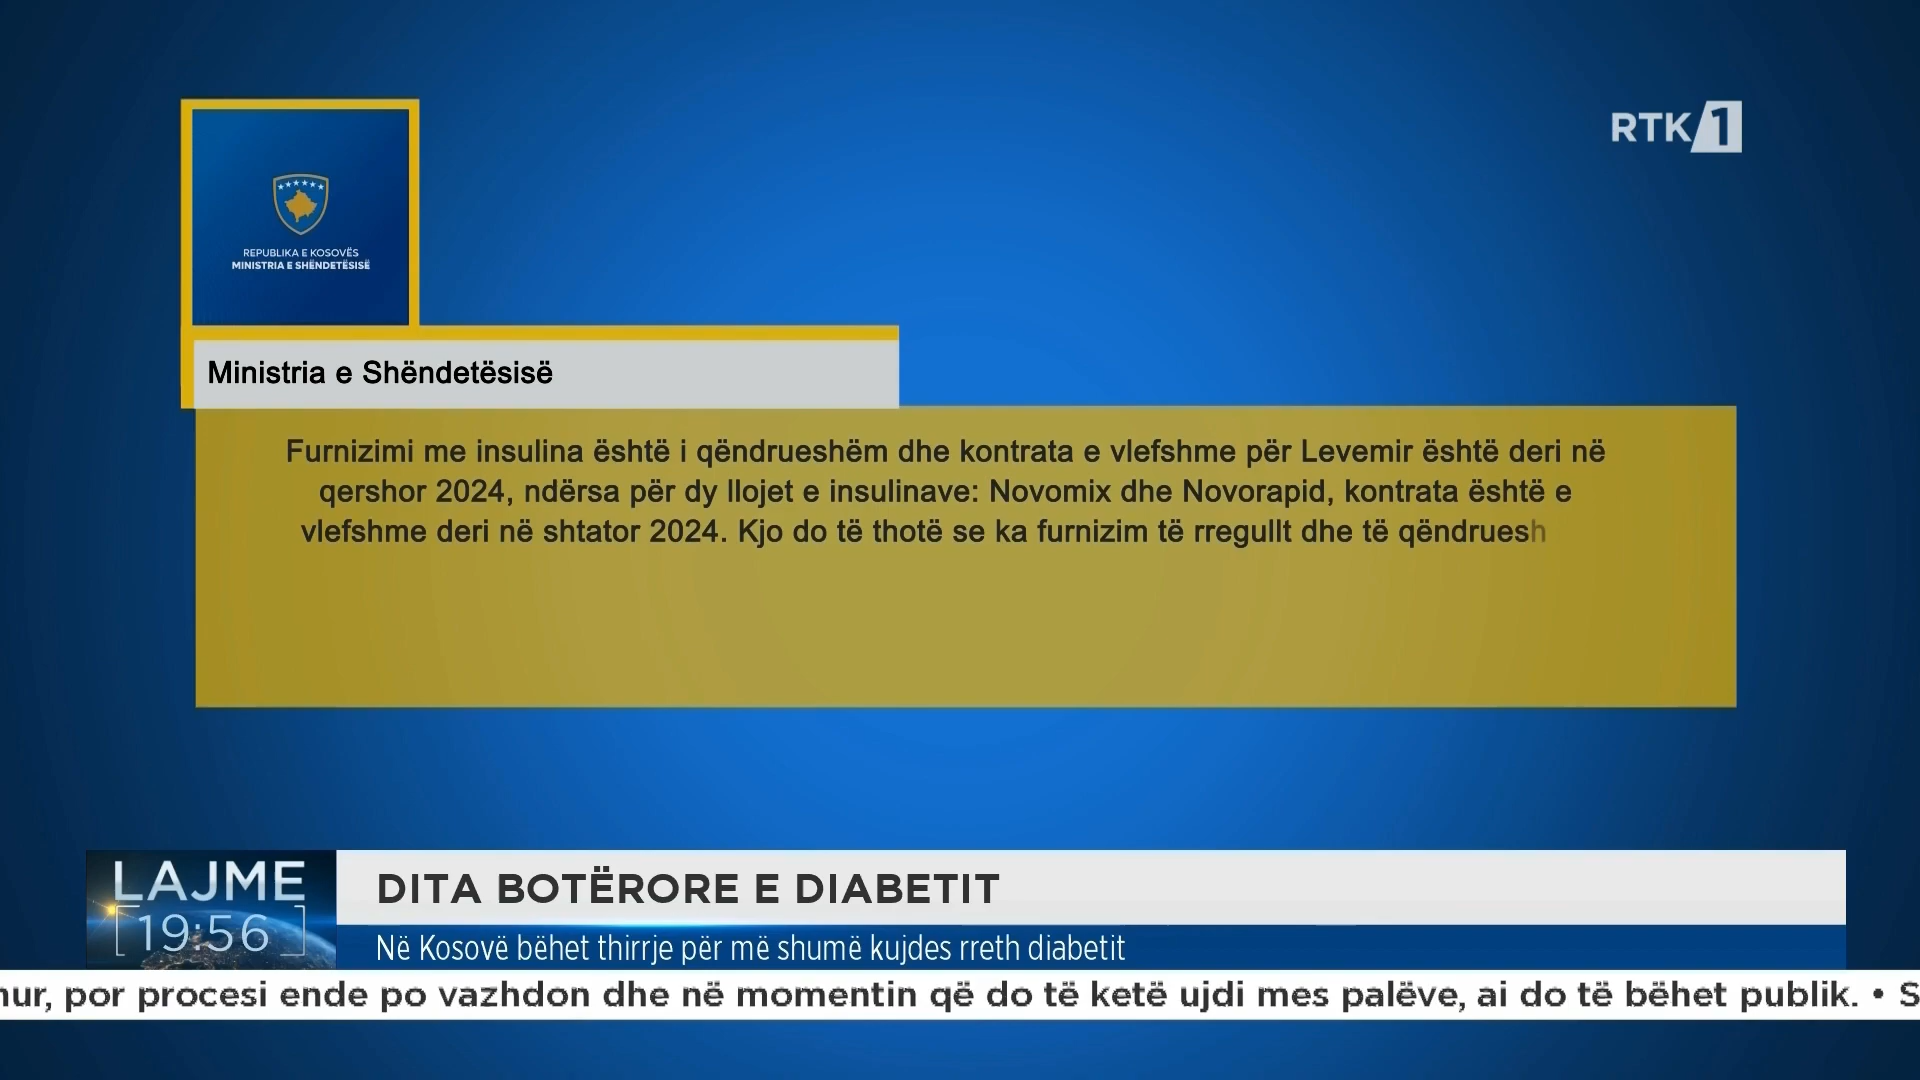 RTK 1
REPUBLIKA E KOSOVËS
MINISTRIA E SHËNDETËSISË
Ministria e Shëndetësisë
Furnizimi me insulina është i qëndrueshëm dhe kontrata e vlefshme për Levemir është deri në
qershor 2024, ndërsa për dy llojet e insulinave: Novomix dhe Novorapid, kontrata është e
vlefshme deri në shtator 2024. Kjo do të thotë se ka furnizim të rregullt dhe të qëndruesh
LAJME
19:56
DITA BOTËRORE E DIABETIT
Në Kosovë bëhet thirrje për më shumë kujdes rreth diabetit
por procesi ende po vazhdon dhe në momentin që do të ketë ujdi mes palëve, ai do të bëhet publik. • S